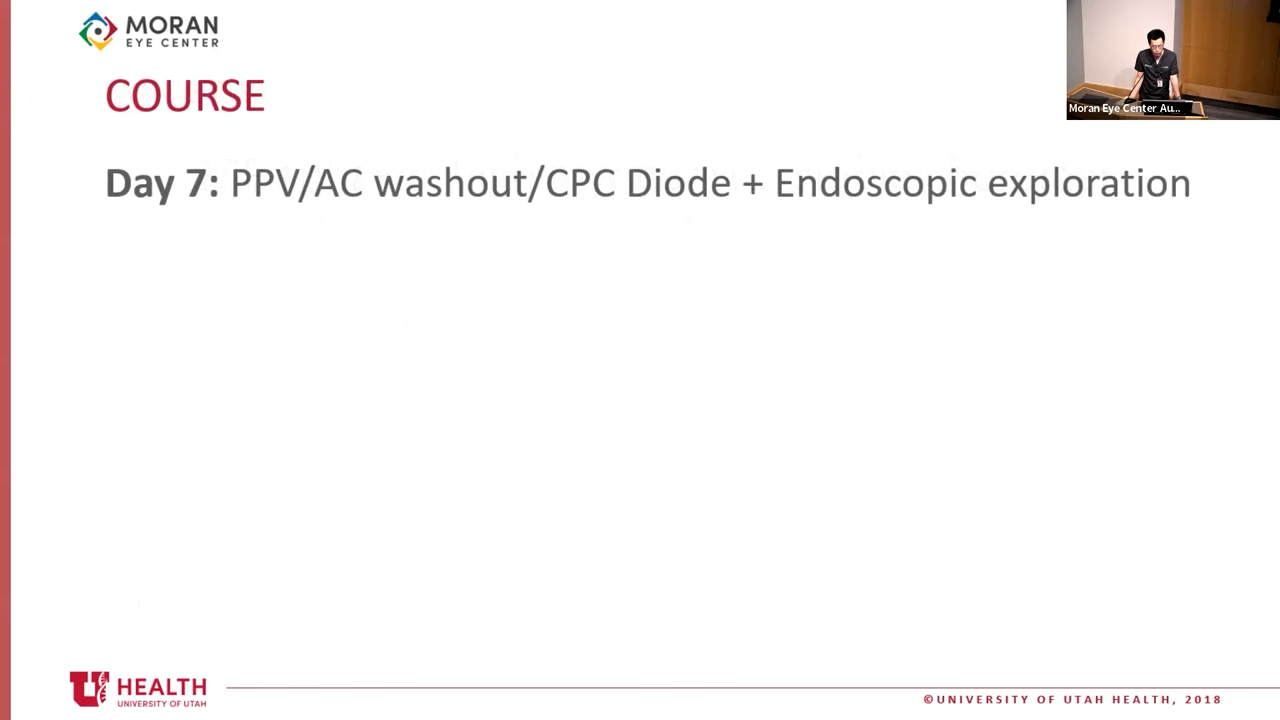 MORAN
EYE CENTER
Moran Eye Center Au...
COURSE
Day 7: PPV/AC washout/CPC Diode + Endoscopic exploration
U HEALTH
UNIVERSITY OF UTAH
©UNIVERSITY OF UTAH HEALTH, 2018